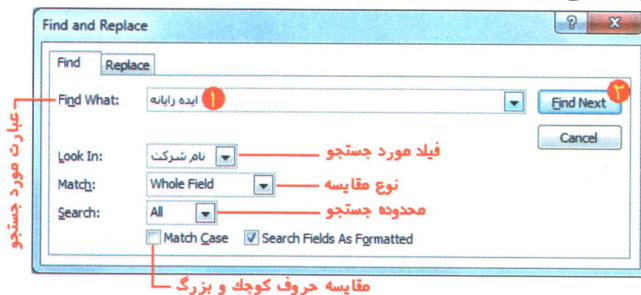 Find and Replace
Find Replace
Find What: ایده رایانه ۱ Find Next ۲
Cancel
Look In: نام شرکت فیلد مورد جستجو
Match: Whole Field نوع مقایسه
Search: All محدوده جستجو
Match Case Search Fields As Formatted
مقایسه حروف کوچک و بزرگ
عبارت مورد جستجو